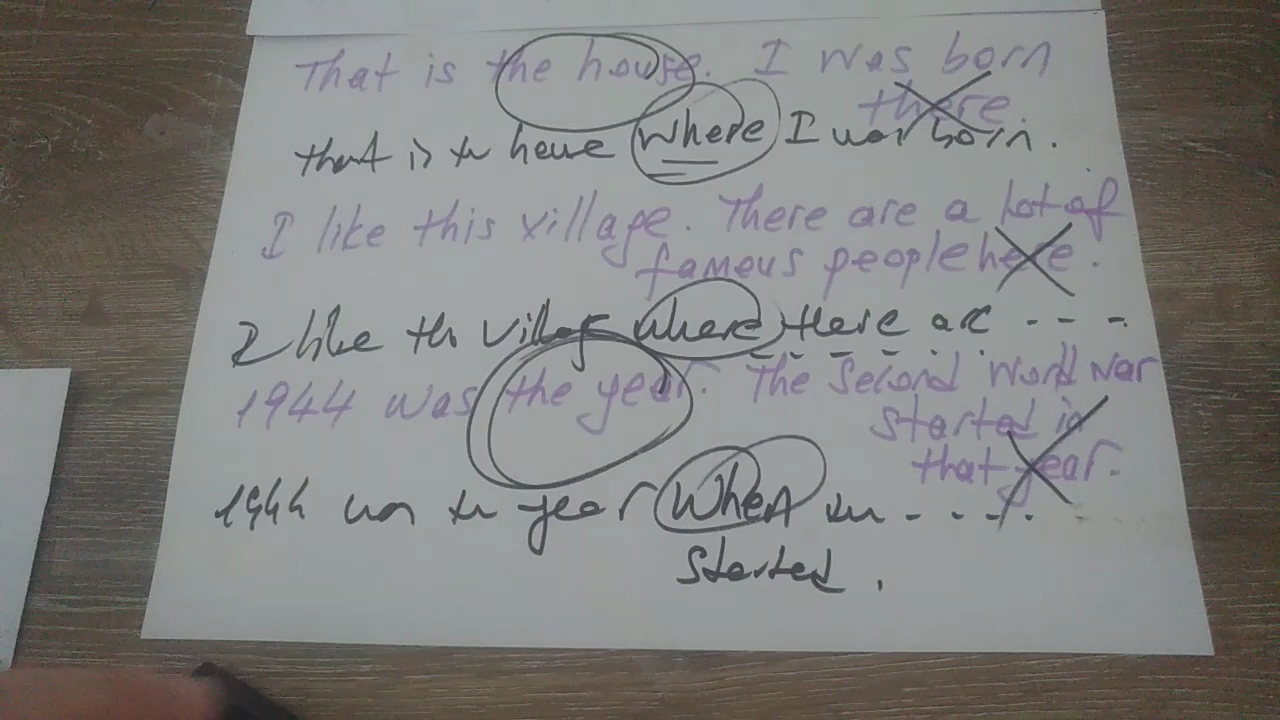 That is the house. I was born
there.
that is the house where I was born.
I like this village. There are a lot of
famous people here.
I like the village where there are - - -.
1944 was the year. The Second World War
started in
that year.
1944 was the year when the - - - -
started.